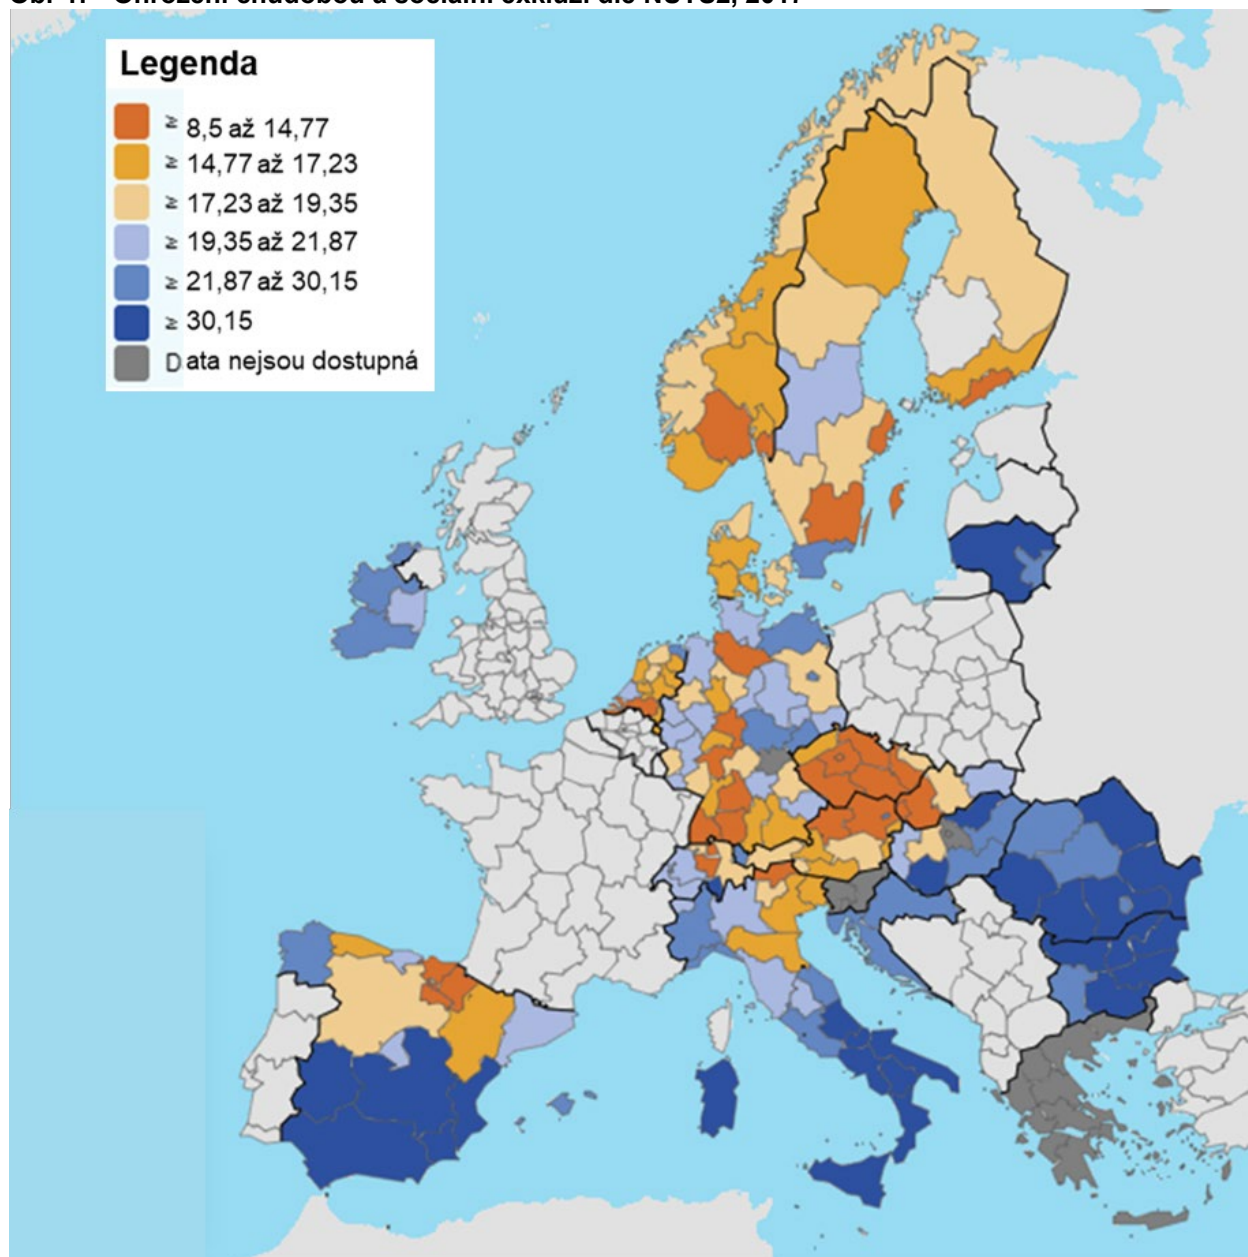 Legenda
≥ 8,5 až 14,77
≥ 14,77 až 17,23
≥ 17,23 až 19,35
≥ 19,35 až 21,87
≥ 21,87 až 30,15
≥ 30,15
Data nejsou dostupná